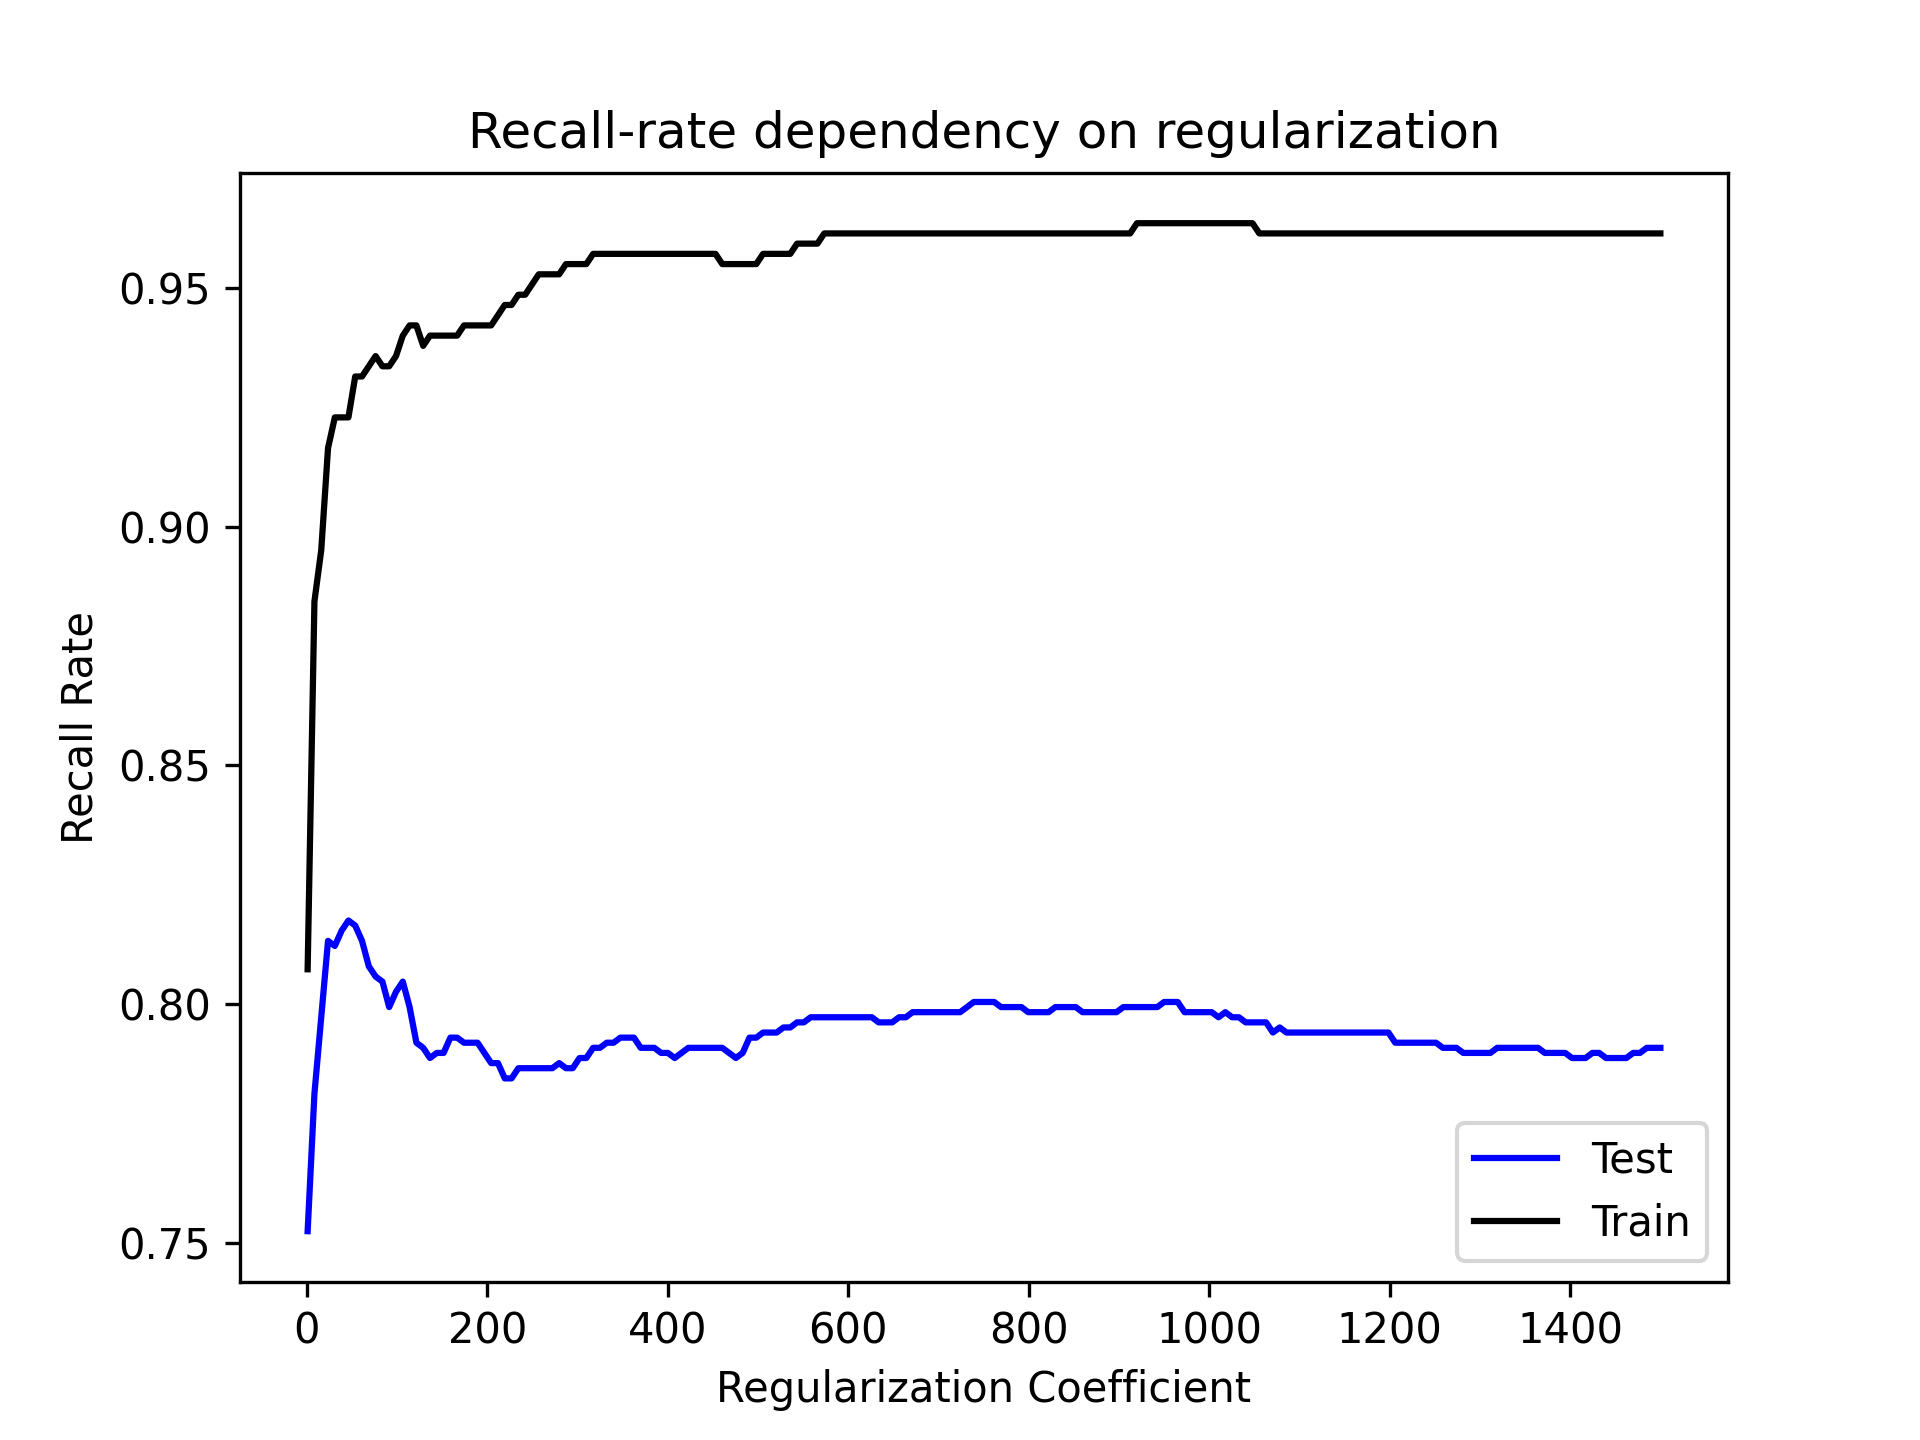 Recall-rate dependency on regularization
0.95
0.90
0.85
0.80
0.75
Recall Rate
0 200 400 600 800 1000 1200 1400
Regularization Coefficient
Test
Train